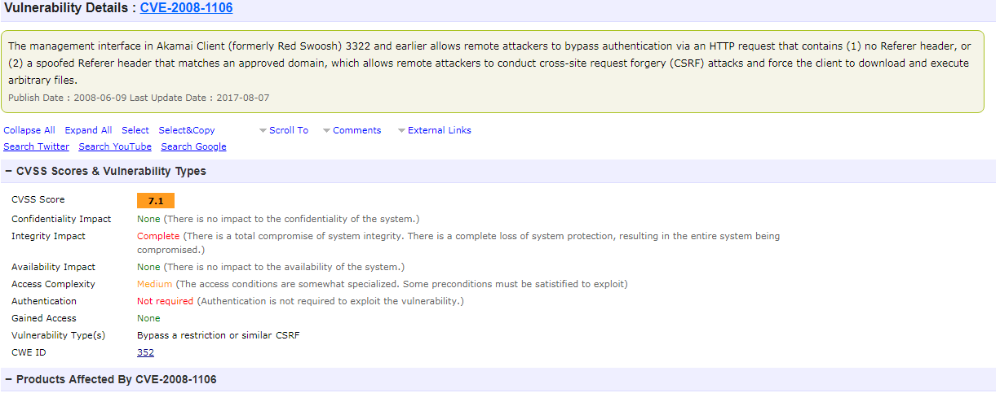 Vulnerability Details : CVE-2008-1106
The management interface in Akamai Client (formerly Red Swoosh) 3322 and earlier allows remote attackers to bypass authentication via an HTTP request that contains (1) no Referer header, or
(2) a spoofed Referer header that matches an approved domain, which allows remote attackers to conduct cross-site request forgery (CSRF) attacks and force the client to download and execute
arbitrary files.
Publish Date : 2008-06-09 Last Update Date : 2017-08-07
Collapse All Expand All Select Select&Copy Scroll To Comments External Links
Search Twitter Search YouTube Search Google
− CVSS Scores & Vulnerability Types
CVSS Score 7.1
Confidentiality Impact None (There is no impact to the confidentiality of the system.)
Integrity Impact Complete (There is a total compromise of system integrity. There is a complete loss of system protection, resulting in the entire system being
compromised.)
Availability Impact None (There is no impact to the availability of the system.)
Access Complexity Medium (The access conditions are somewhat specialized. Some preconditions must be satistified to exploit)
Authentication Not required (Authentication is not required to exploit the vulnerability.)
Gained Access None
Vulnerability Type(s) Bypass a restriction or similar CSRF
CWE ID 352
− Products Affected By CVE-2008-1106